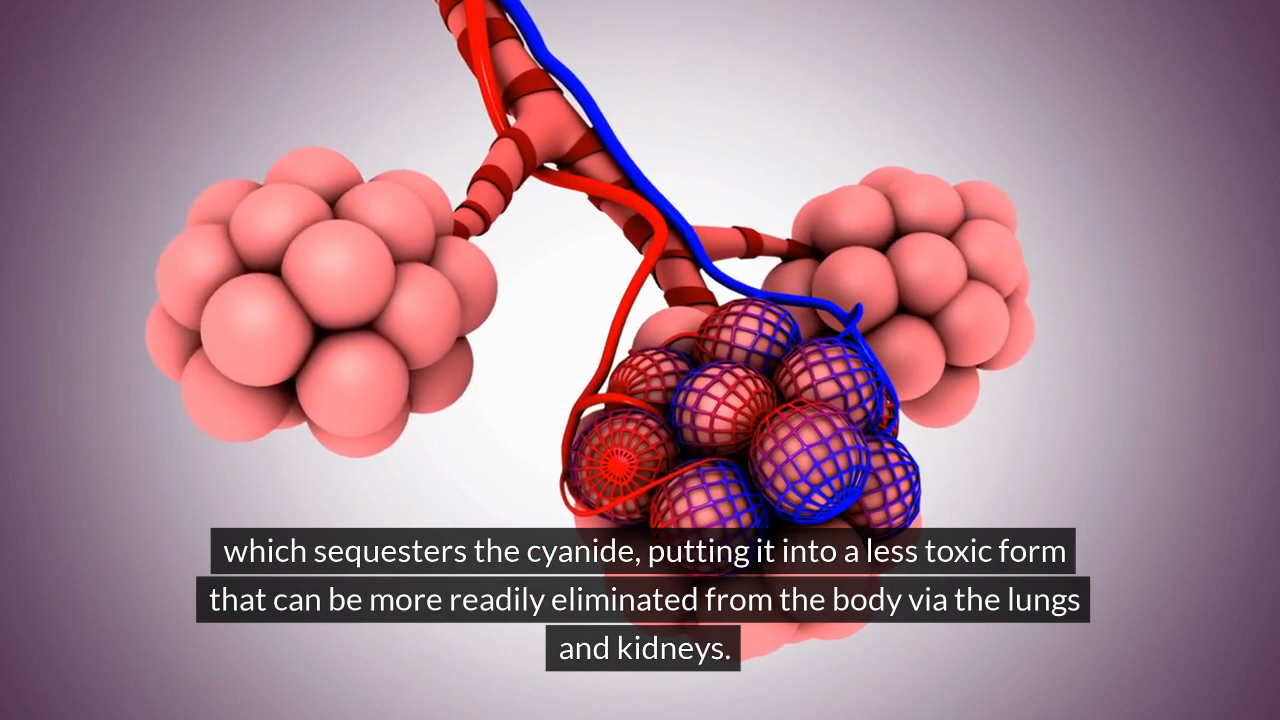 which sequesters the cyanide, putting it into a less toxic form
that can be more readily eliminated from the body via the lungs
and kidneys.